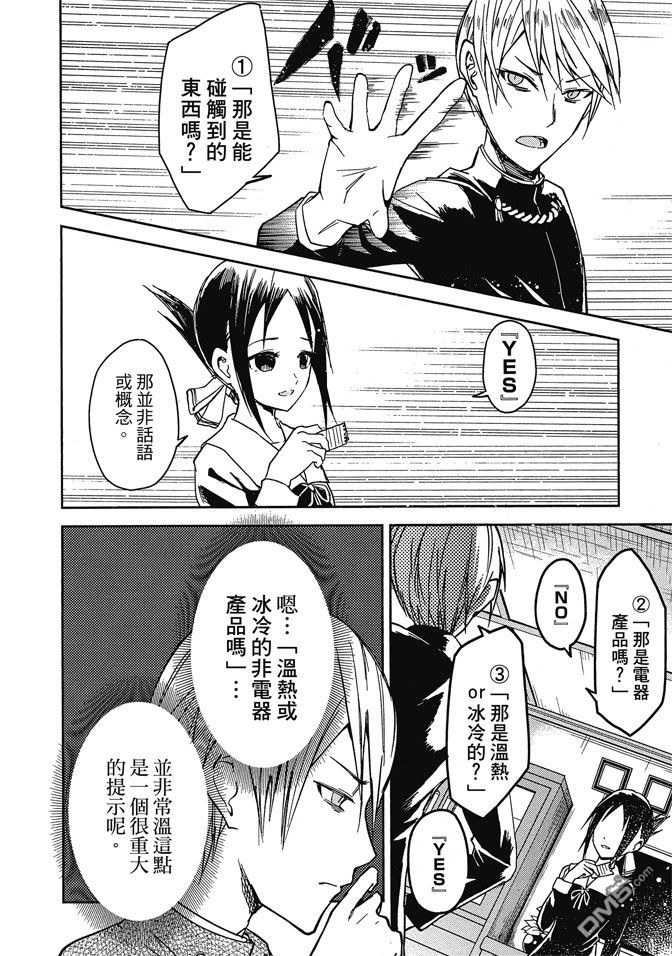 ①「那是能
碰觸到的
東西嗎？」
『YES』
那並非話語
或概念。
②「那是電器
產品嗎？」
『NO』
③「那是溫熱
or冰冷的？」
『YES』
嗯…「溫熱或
冰冷的非電器
產品嗎」…
並非常溫這點
是一個很重大
的提示呢。
DM5.com